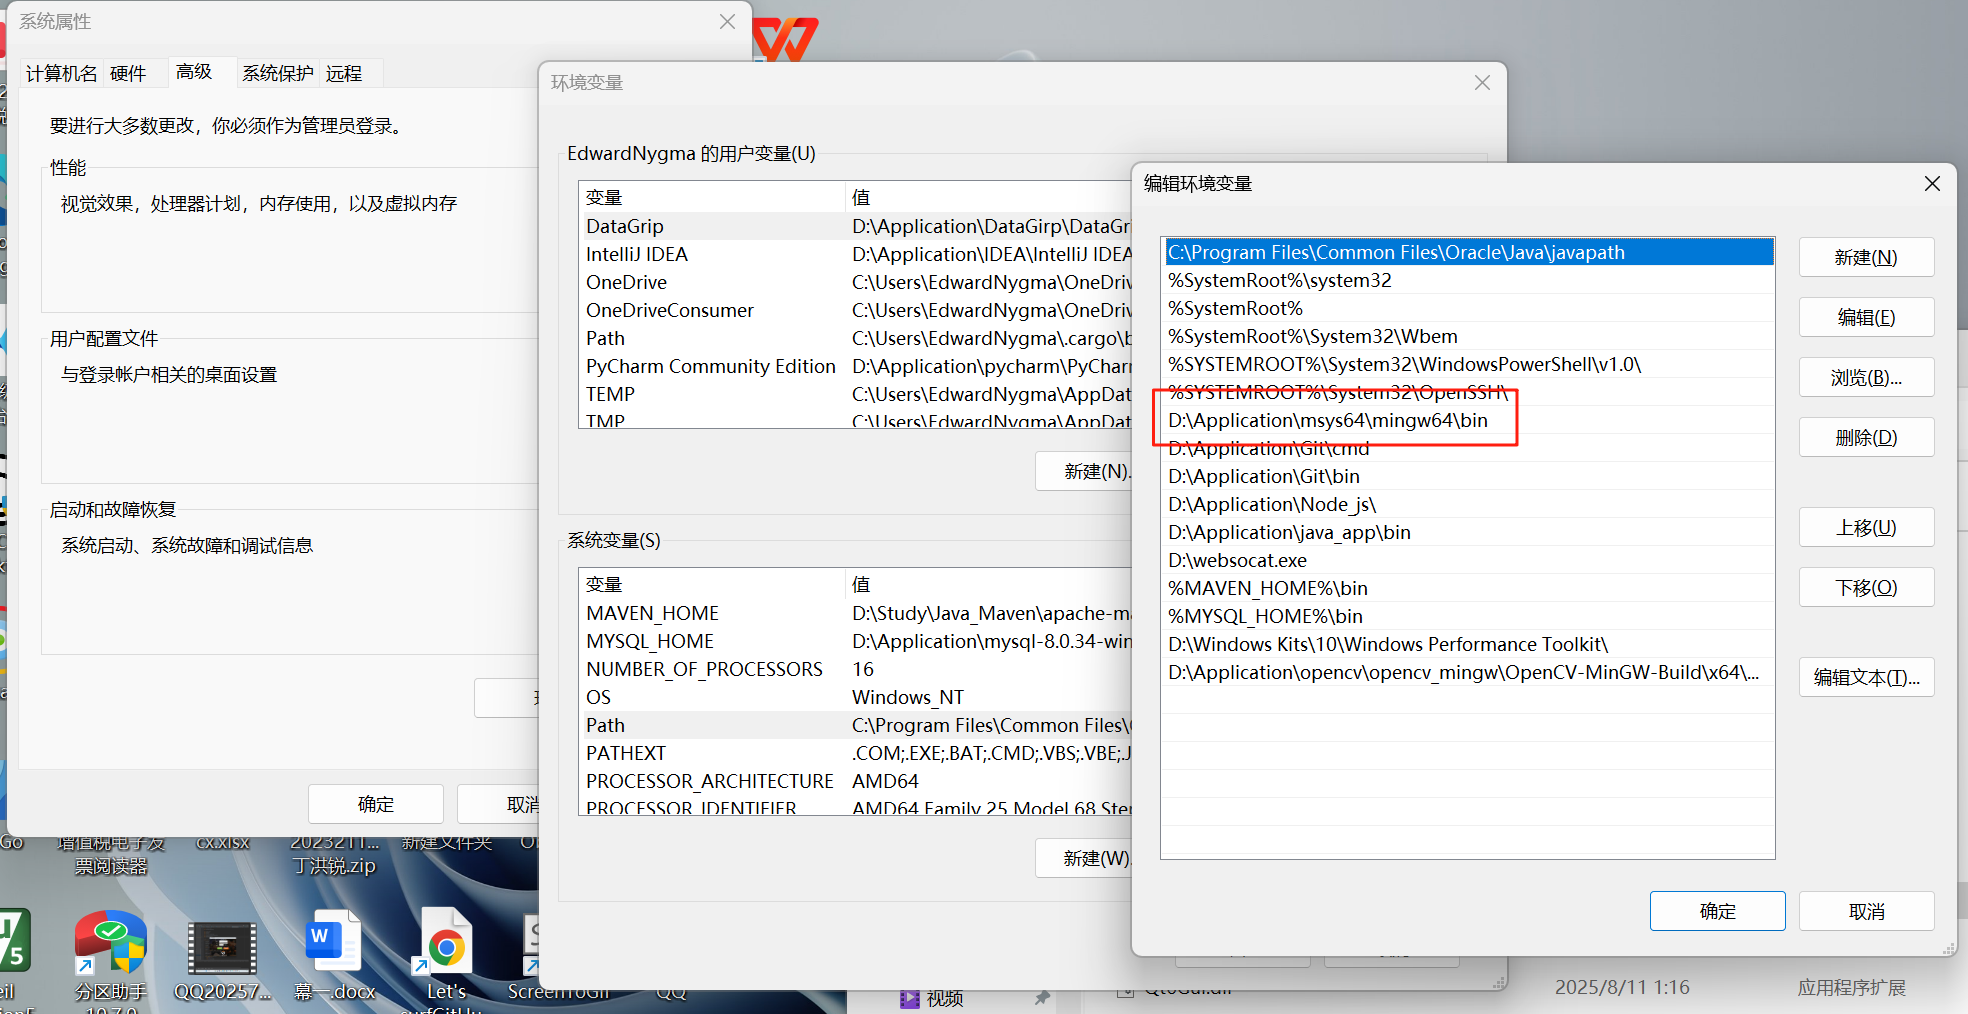 系统属性
计算机名
硬件
高级
系统保护
远程
要进行大多数更改，你必须作为管理员登录。
性能
视觉效果，处理器计划，内存使用，以及虚拟内存
用户配置文件
与登录帐户相关的桌面设置
启动和故障恢复
系统启动、系统故障和调试信息
确定
取消
环境变量
EdwardNygma 的用户变量(U)
变量 值
DataGrip D:\Application\DataGirp\DataGri
IntelliJ IDEA D:\Application\IDEA\IntelliJ IDEA
OneDrive C:\Users\EdwardNygma\OneDriv
OneDriveConsumer C:\Users\EdwardNygma\OneDriv
Path C:\Users\EdwardNygma\.cargo\b
PyCharm Community Edition D:\Application\pycharm\PyCharm
TEMP C:\Users\EdwardNygma\AppDat
TMP C:\Users\EdwardNygma\AppDat
新建(N).
系统变量(S)
变量 值
MAVEN_HOME D:\Study\Java_Maven\apache-ma
MYSQL_HOME D:\Application\mysql-8.0.34-win
NUMBER_OF_PROCESSORS 16
OS Windows_NT
Path C:\Program Files\Common Files\
PATHEXT .COM;.EXE;.BAT;.CMD;.VBS;.VBE;.J
PROCESSOR_ARCHITECTURE AMD64
PROCESSOR_IDENTIFIER AMD64 Family 25 Model 68 Ste
新建(W).
编辑环境变量
C:\Program Files\Common Files\Oracle\Java\javapath
%SystemRoot%\system32
%SystemRoot%
%SystemRoot%\System32\Wbem
%SYSTEMROOT%\System32\WindowsPowerShell\v1.0\
%SYSTEMROOT%\System32\OpenSSH\
D:\Application\msys64\mingw64\bin
D:\Application\Git\cmd
D:\Application\Git\bin
D:\Application\Node_js\
D:\Application\java_app\bin
D:\websocat.exe
%MAVEN_HOME%\bin
%MYSQL_HOME%\bin
D:\Windows Kits\10\Windows Performance Toolkit\
D:\Application\opencv\opencv_mingw\OpenCV-MinGW-Build\x64\...
新建(N)
编辑(E)
浏览(B)...
删除(D)
上移(U)
下移(O)
编辑文本(T)...
确定
取消
Go
增值税电子发
票阅读器
cx.xlsx
2023211...
丁洪锐.zip
新建文件夹
分区助手
10.7.0
QQ20257...
幕一.docx
Let's
ScreenToGif
QQ
视频
QtGui.dll
2025/8/11 1:16
应用程序扩展